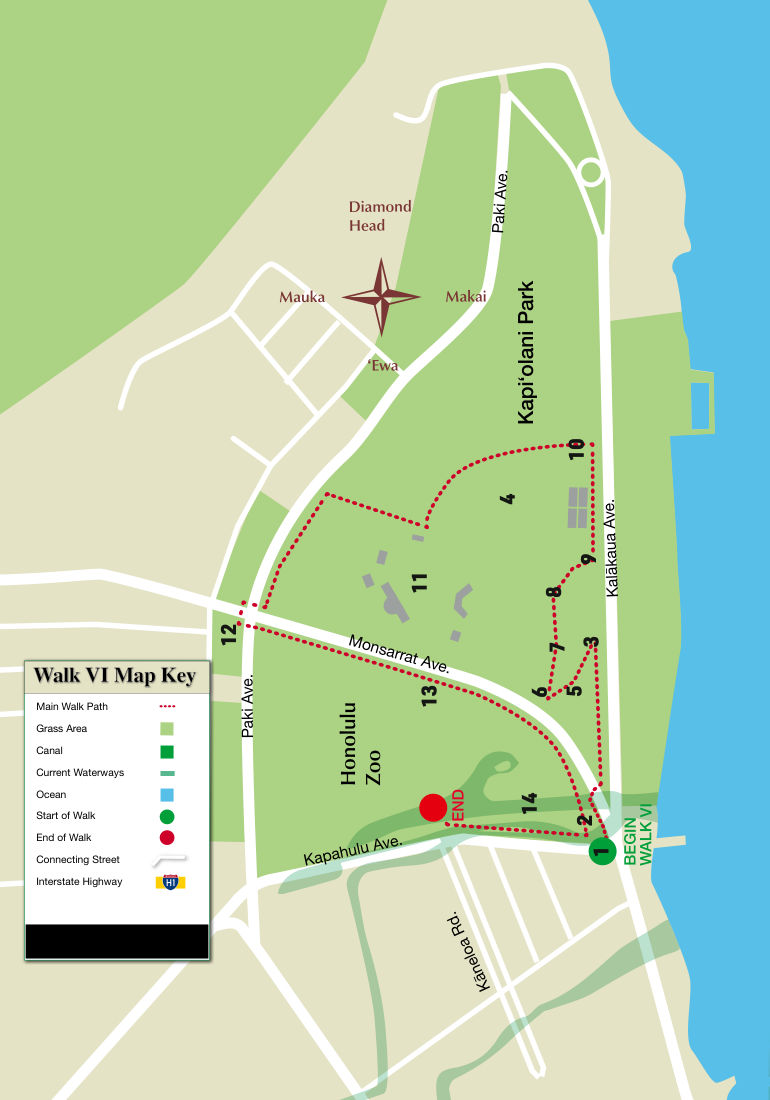 Diamond
Head
Mauka
Makai
‘Ewa
Paki Ave.
Kapi‘olani Park
10
4
Kalākaua Ave.
9
11
8
12
Monsarrat Ave.
7
3
6
5
13
Paki Ave.
Honolulu
Zoo
14
END
2
1
BEGIN
WALK VI
Kapahulu Ave.
Kāneloa Rd.
Walk VI Map Key
Main Walk Path
Grass Area
Canal
Current Waterways
Ocean
Start of Walk
End of Walk
Connecting Street
Interstate Highway
H1